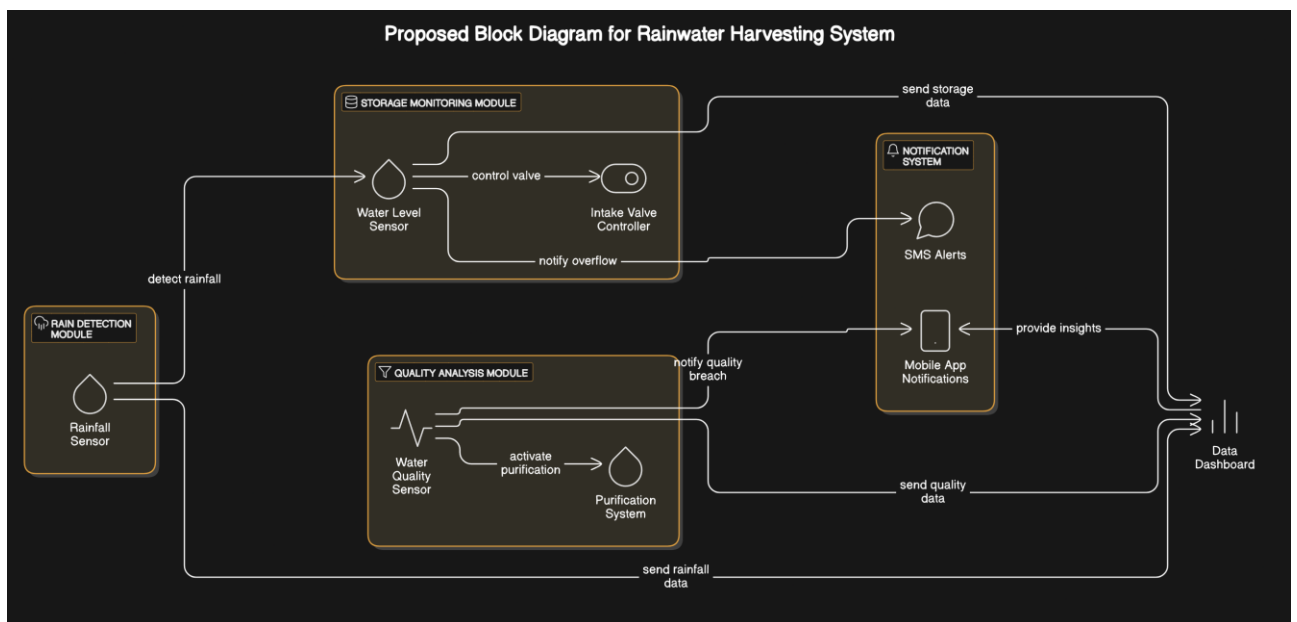 Proposed Block Diagram for Rainwater Harvesting System
send storage
data
STORAGE MONITORING MODULE
NOTIFICATION
SYSTEM
control valve
Water Level
Sensor
Intake Valve
Controller
SMS Alerts
notify overflow
detect rainfall
RAIN DETECTION
MODULE
provide insights
notify quality
breach
Mobile App
Notifications
QUALITY ANALYSIS MODULE
Rainfall
Sensor
Data
Dashboard
activate
purification
Water
Quality
Sensor
send quality
data
Purification
System
send rainfall
data